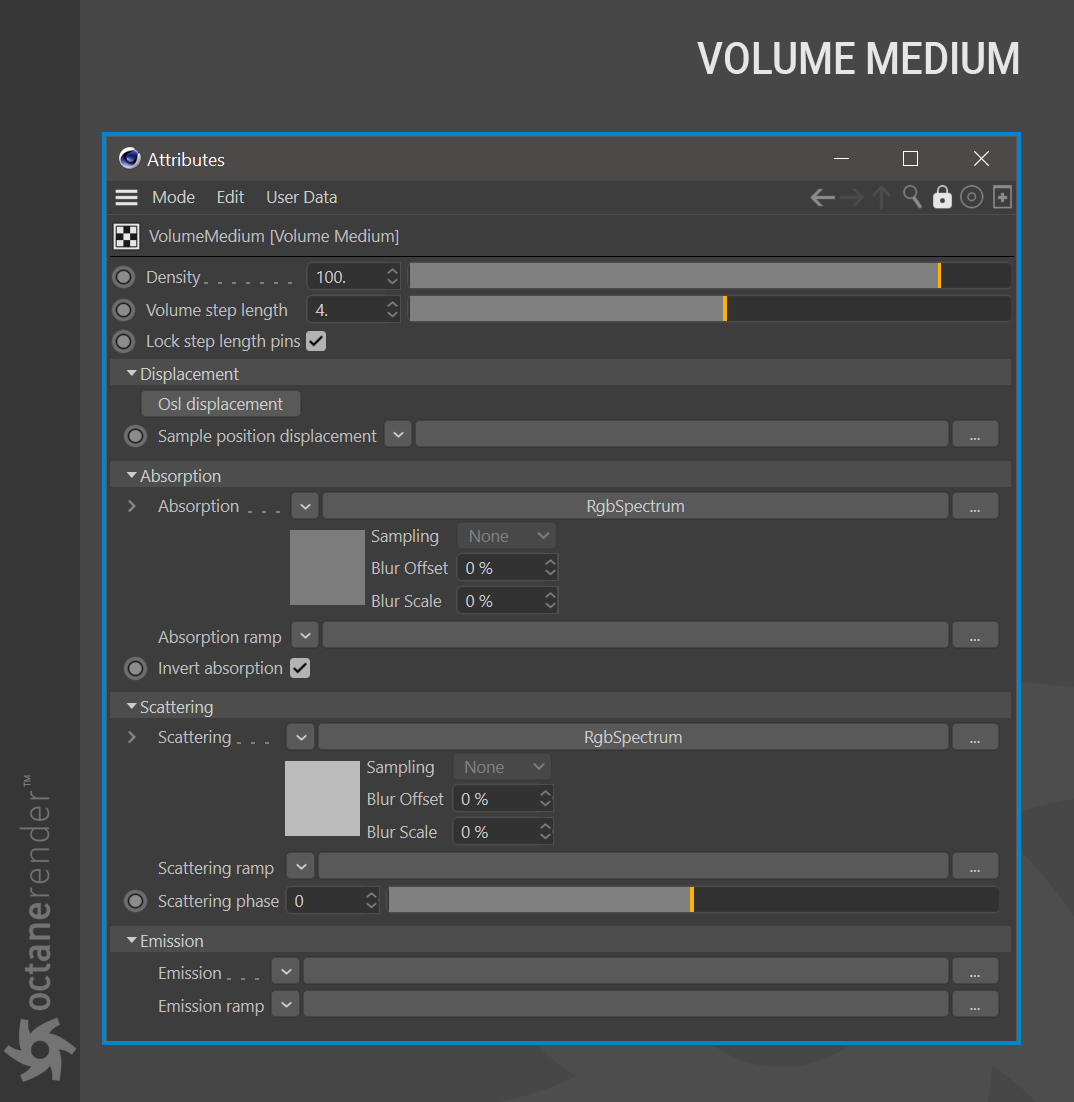 VOLUME MEDIUM
Attributes
Mode Edit User Data
VolumeMedium [Volume Medium]
Density . . . . . . . 100.
Volume step length 4.
Lock step length pins
Displacement
Osl displacement
Sample position displacement ...
Absorption
Absorption . . . RgbSpectrum ...
Sampling None
Blur Offset 0 %
Blur Scale 0 %
Absorption ramp ...
Invert absorption
Scattering
Scattering . . . RgbSpectrum ...
Sampling None
Blur Offset 0 %
Blur Scale 0 %
Scattering ramp ...
Scattering phase 0
Emission
Emission . . . ...
Emission ramp ...
octanerender™